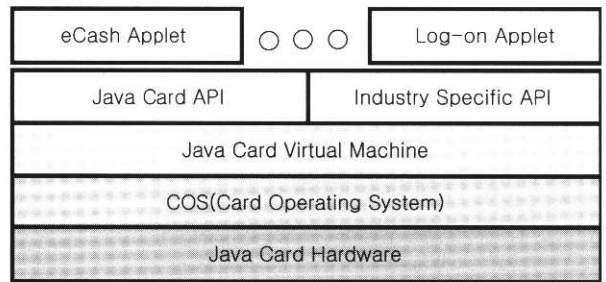 eCash Applet
Log-on Applet
Java Card API
Industry Specific API
Java Card Virtual Machine
COS(Card Operating System)
Java Card Hardware